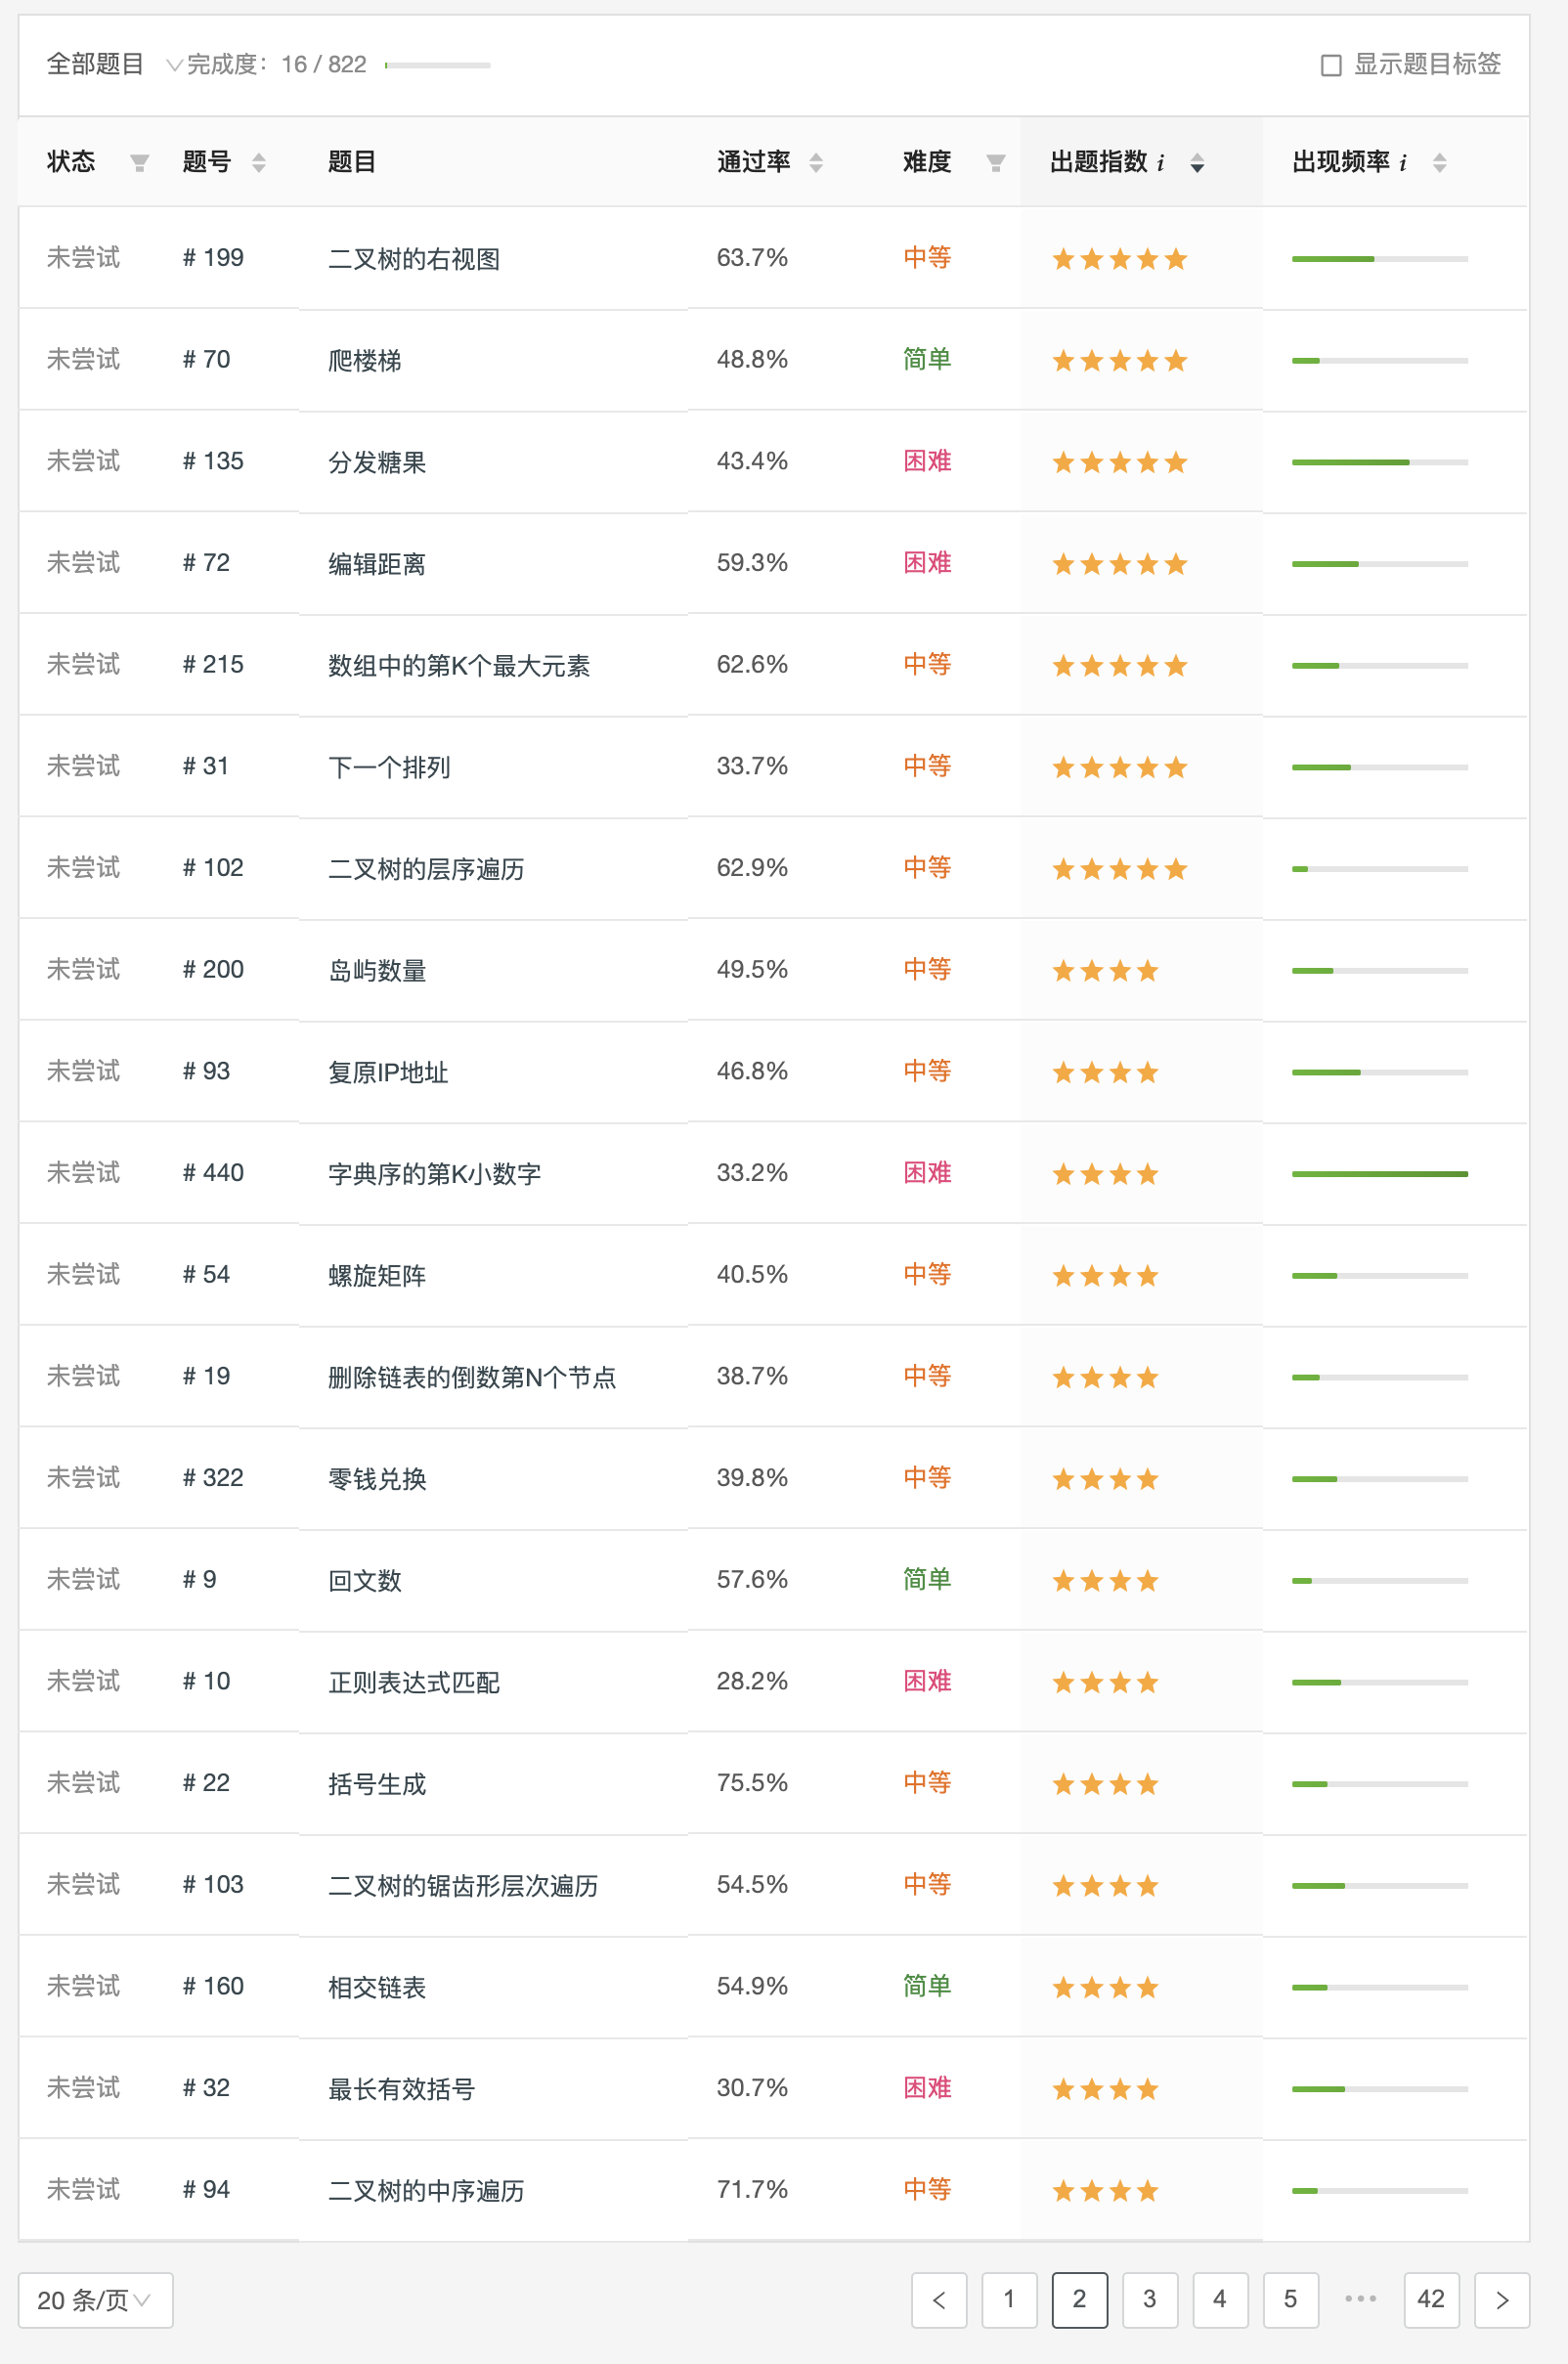 全部题目 完成度：16 / 822 显示题目标签
状态 题号 题目 通过率 难度 出题指数 i 出现频率 i
未尝试 # 199 二叉树的右视图 63.7% 中等
未尝试 # 70 爬楼梯 48.8% 简单
未尝试 # 135 分发糖果 43.4% 困难
未尝试 # 72 编辑距离 59.3% 困难
未尝试 # 215 数组中的第K个最大元素 62.6% 中等
未尝试 # 31 下一个排列 33.7% 中等
未尝试 # 102 二叉树的层序遍历 62.9% 中等
未尝试 # 200 岛屿数量 49.5% 中等
未尝试 # 93 复原IP地址 46.8% 中等
未尝试 # 440 字典序的第K小数字 33.2% 困难
未尝试 # 54 螺旋矩阵 40.5% 中等
未尝试 # 19 删除链表的倒数第N个节点 38.7% 中等
未尝试 # 322 零钱兑换 39.8% 中等
未尝试 # 9 回文数 57.6% 简单
未尝试 # 10 正则表达式匹配 28.2% 困难
未尝试 # 22 括号生成 75.5% 中等
未尝试 # 103 二叉树的锯齿形层次遍历 54.5% 中等
未尝试 # 160 相交链表 54.9% 简单
未尝试 # 32 最长有效括号 30.7% 困难
未尝试 # 94 二叉树的中序遍历 71.7% 中等
20 条/页 < 1 2 3 4 5 ••• 42 >